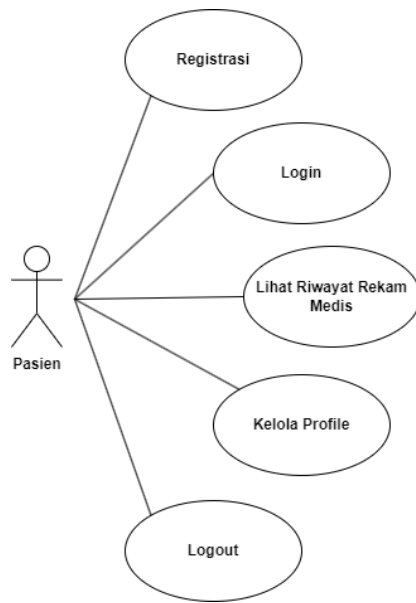 Registrasi
Login
Lihat Riwayat Rekam
Medis
Pasien
Kelola Profile
Logout